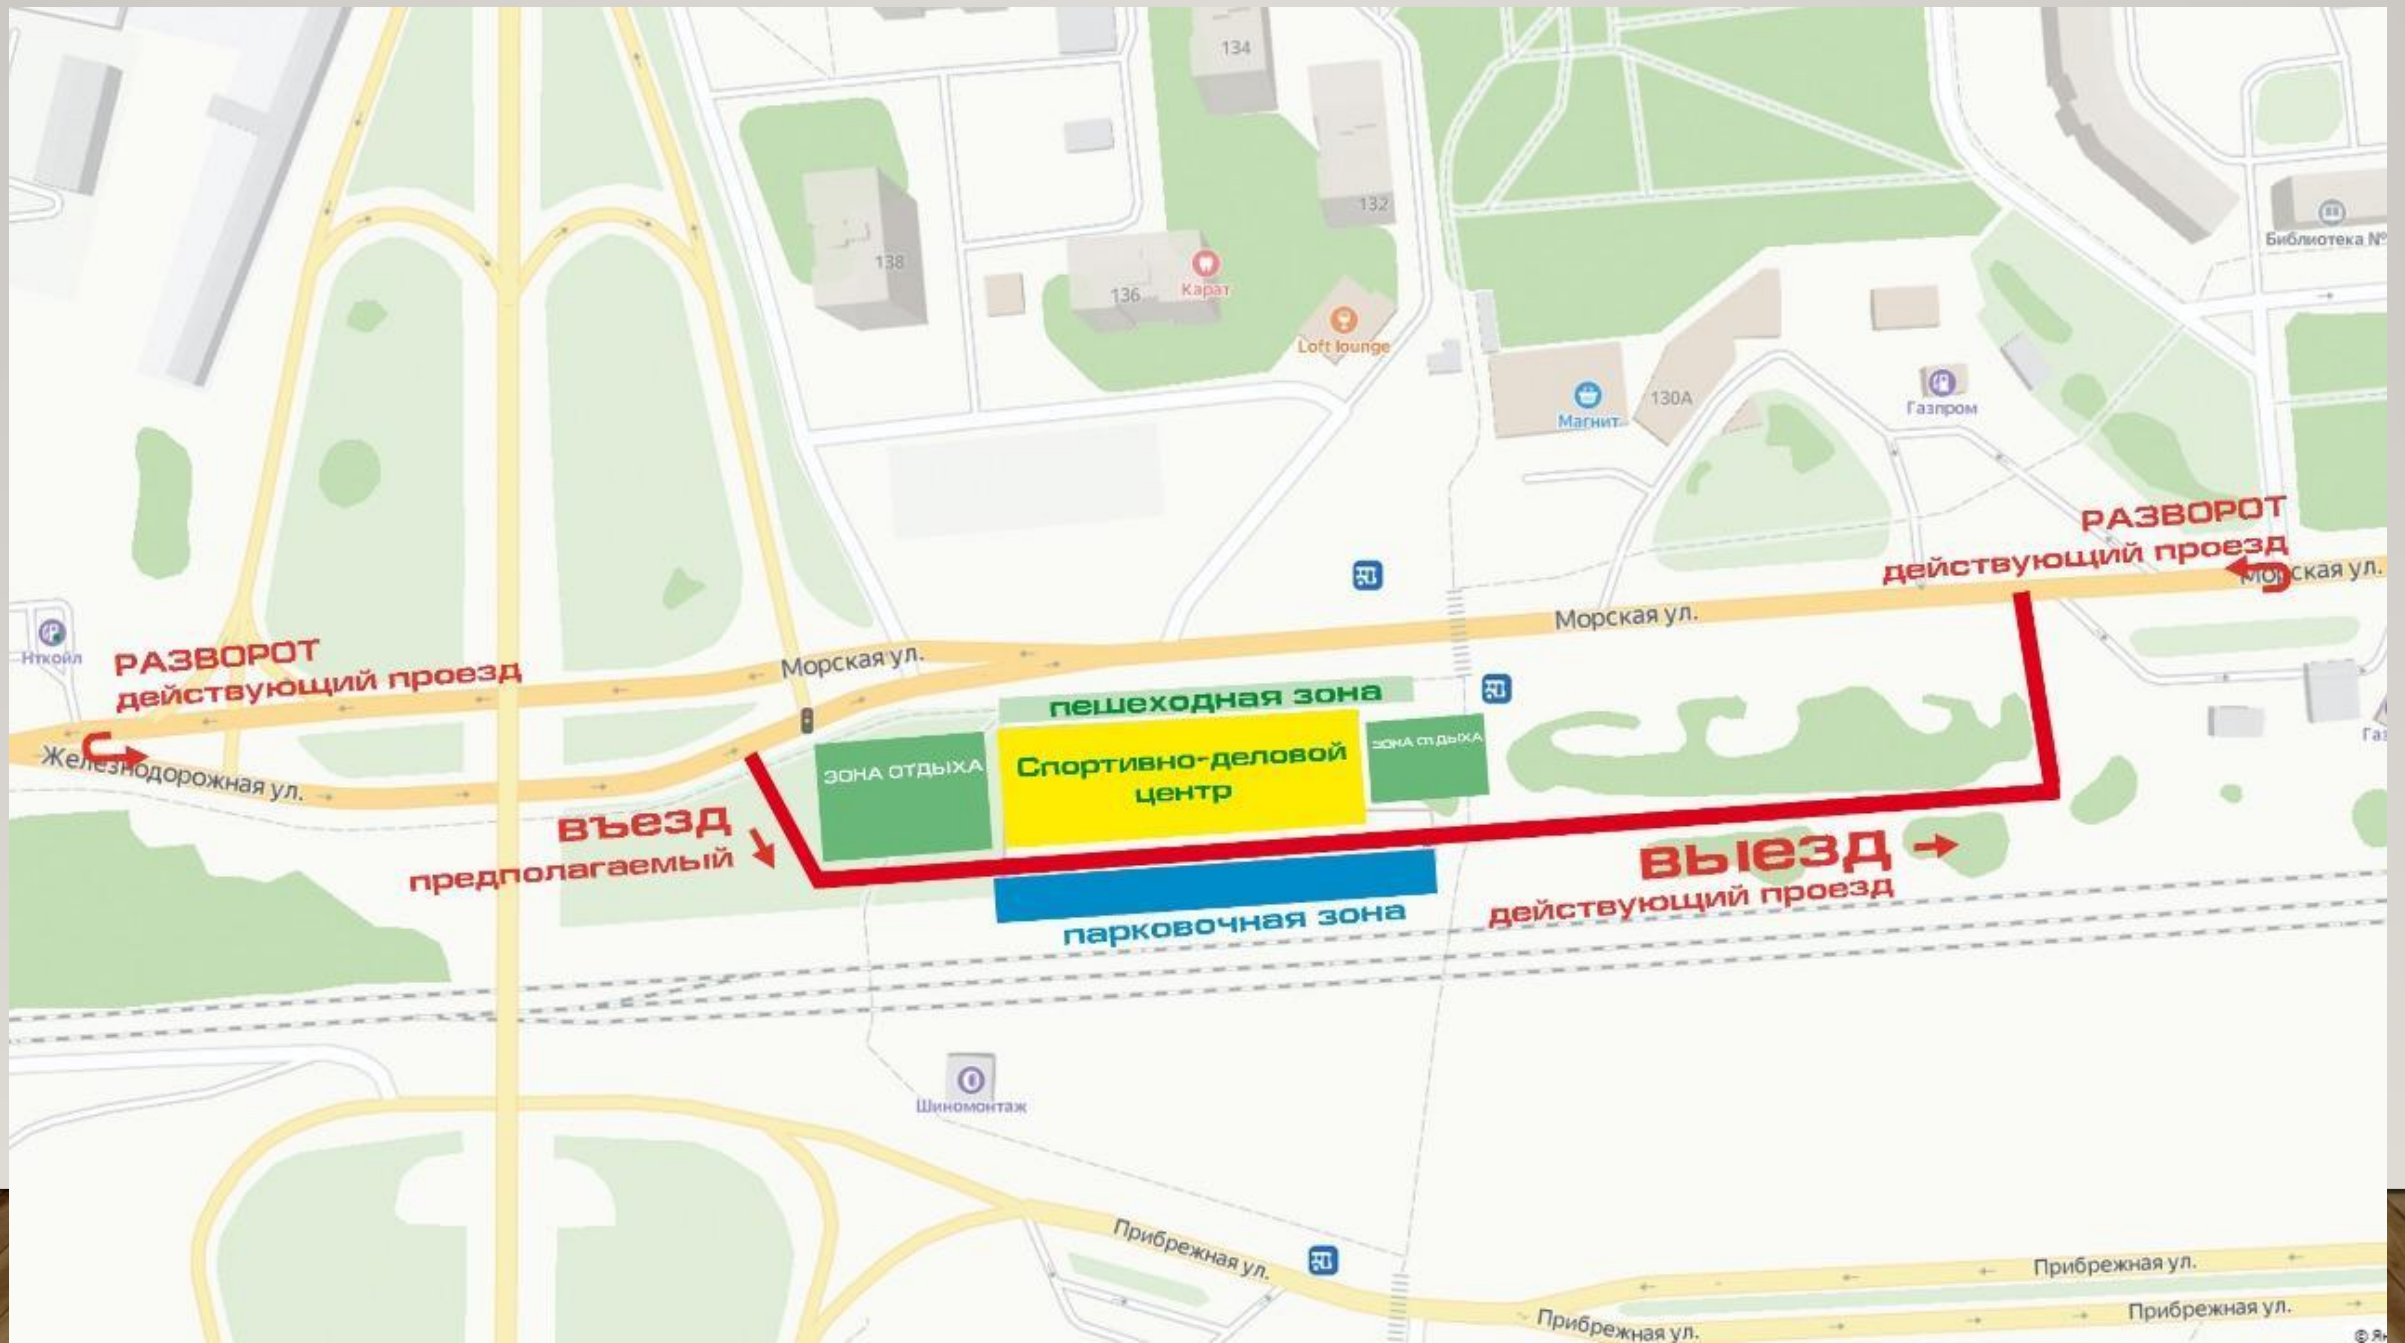 134
132
138
136
Карат
Loft lounge
Библиотека №
Магнит
130А
Газпром
РАЗВОРОТ
действующий проезд
Морская ул.
Морская ул.
Нткойл
РАЗВОРОТ
действующий проезд
Морская ул.
Железнодорожная ул.
пешеходная зона
ЗОНА ОТДЫХА
Спортивно-деловой
центр
ЗОНА ОТДЫХА
въезд
предполагаемый
выезд
действующий проезд
парковочная зона
Шиномонтаж
Прибрежная ул.
Прибрежная ул.
Прибрежная ул.
Прибрежная ул.